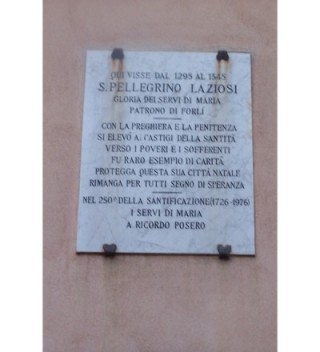 QUI VISSE DAL 1295 AL 1345
S. PELLEGRINO LAZIOSI
GLORIA DEI SERVI DI MARIA
PATRONO DI FORLÌ
CON LA PREGHIERA E LA PENITENZA
SI ELEVÒ AI FASTIGI DELLA SANTITÀ
VERSO I POVERI E I SOFFERENTI
FU RARO ESEMPIO DI CARITÀ
PROTEGGA QUESTA SUA CITTÀ NATALE
RIMANGA PER TUTTI SEGNO DI SPERANZA
NEL 250° DELLA SANTIFICAZIONE (1726-1976)
I SERVI DI MARIA
A RICORDO POSERO